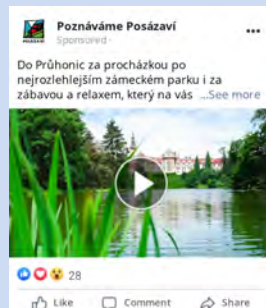 Poznáváme Posázaví
Sponsored ·
Do Průhonic za procházkou po
nejrozlehlejším zámeckém parku i za
zábavou a relaxem, který na vás ...See more
28
Like Comment Share